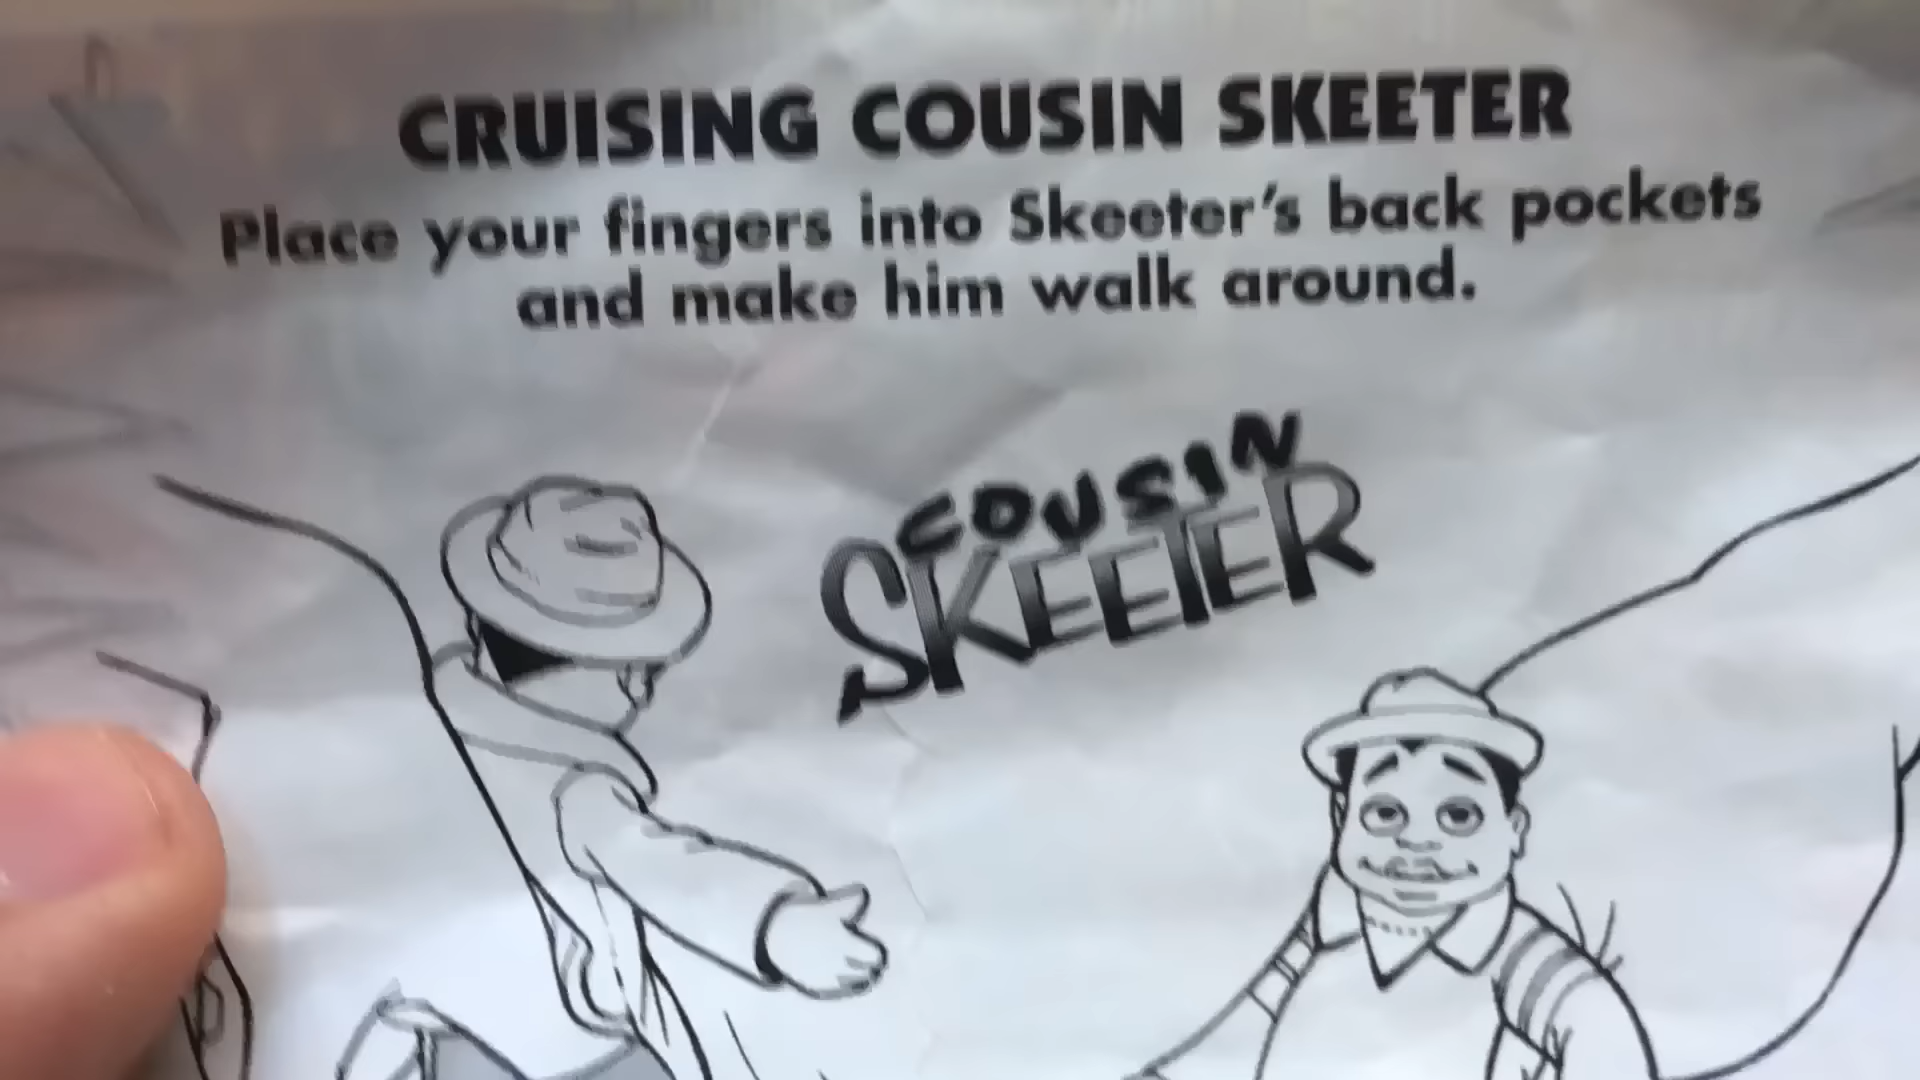 CRUISING COUSIN SKEETER
Place your fingers into Skeeter's back pockets
and make him walk around.
COUSIN
SKEETER